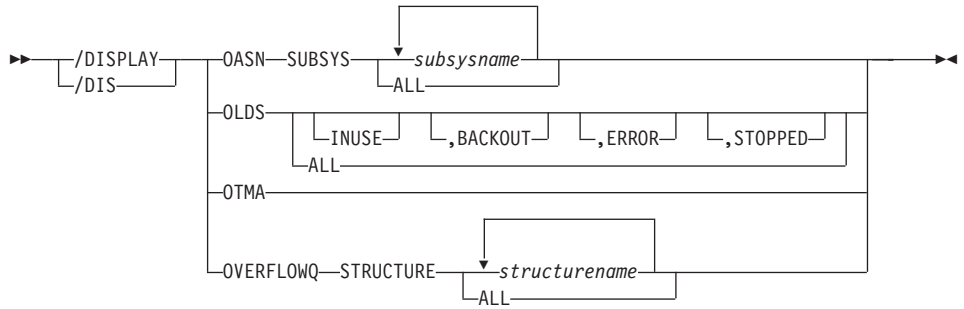 /DISPLAY
/DIS
OASN SUBSYS subsysname
ALL
OLDS
INUSE ,BACKOUT ,ERROR ,STOPPED
ALL
OTMA
OVERFLOWQ STRUCTURE structurename
ALL